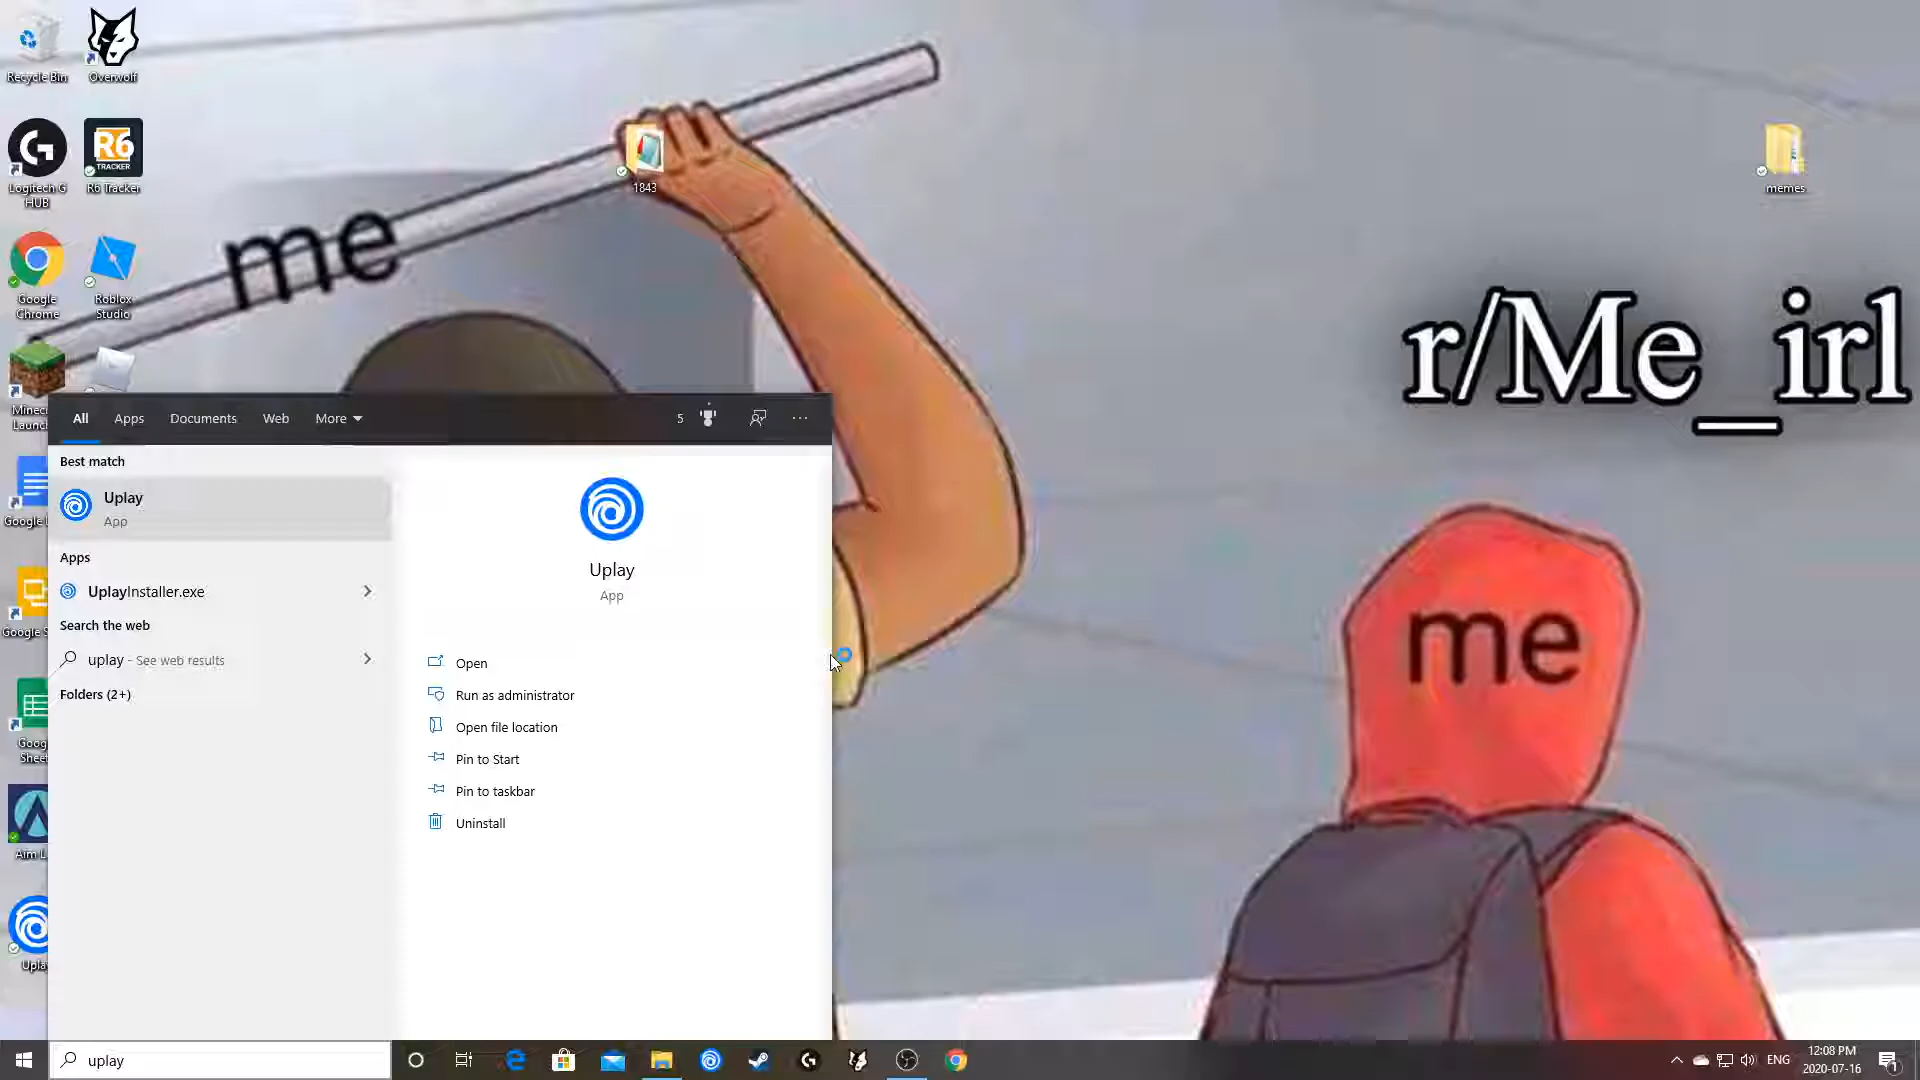 Recycle Bin
Overwolf
Logitech G
HUB
R6
TRACKER
R6 Tracker
1843
memes
me
Google
Chrome
Roblox
Studio
r/Me_irl
All
Apps
Documents
Web
More
5
Best match
Uplay
App
Apps
UplayInstaller.exe
Search the web
uplay - See web results
Folders (2+)
Uplay
App
Open
Run as administrator
Open file location
Pin to Start
Pin to taskbar
Uninstall
me
uplay
ENG
12:08 PM
2020-07-16
1